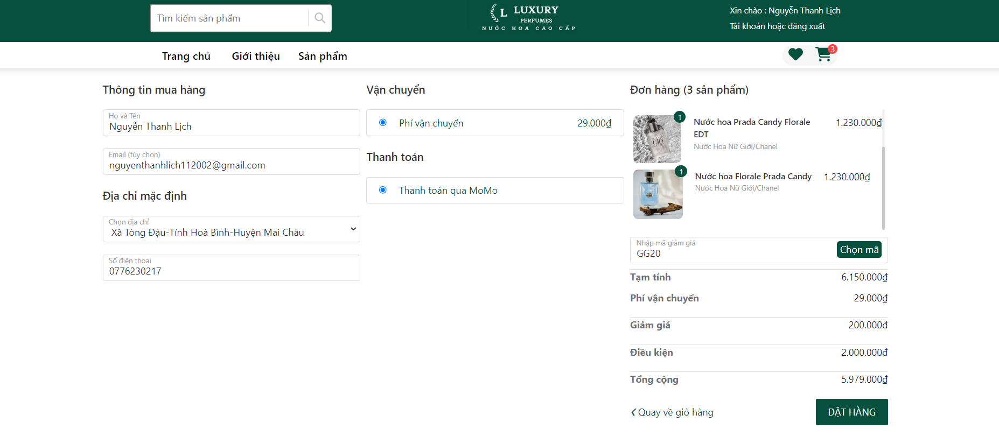 Tìm kiếm sản phẩm
L LUXURY
PERFUMES
NƯỚC HOA CAO CẤP
Xin chào : Nguyễn Thanh Lịch
Tài khoản hoặc đăng xuất
Trang chủ
Giới thiệu
Sản phẩm
3
Thông tin mua hàng
Họ và Tên
Nguyễn Thanh Lịch
Email (tùy chọn)
nguyenthanhlich112002@gmail.com
Địa chỉ mặc định
Chọn địa chỉ
Xã Tòng Đậu-Tỉnh Hoà Bình-Huyện Mai Châu
Số điện thoại
0776230217
Vận chuyển
Phí vận chuyển 29.000₫
Thanh toán
Thanh toán qua MoMo
Đơn hàng (3 sản phẩm)
1
Nước hoa Prada Candy Florale 1.230.000₫
EDT
Nước Hoa Nữ Giới/Chanel
GIÒ
1
Nước hoa Florale Prada Candy 1.230.000₫
Nước Hoa Nữ Giới/Chanel
Nhập mã giảm giá
GG20
Chọn mã
Tạm tính 6.150.000₫
Phí vận chuyển 29.000₫
Giảm giá 200.000đ
Điều kiện 2.000.000đ
Tổng cộng 5.979.000₫
Quay về giỏ hàng
ĐẶT HÀNG